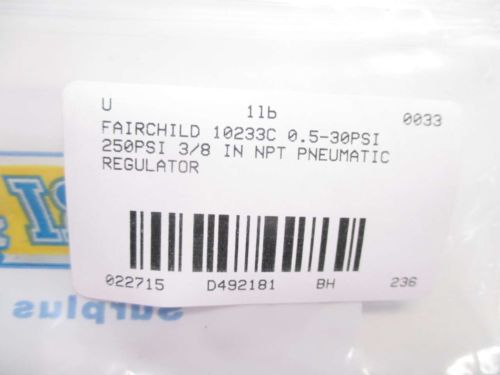 U 1lb 0033
FAIRCHILD 10233C 0.5-30PSI
250PSI 3/8 IN NPT PNEUMATIC
REGULATOR
022715 D492181 BH 236
surplus